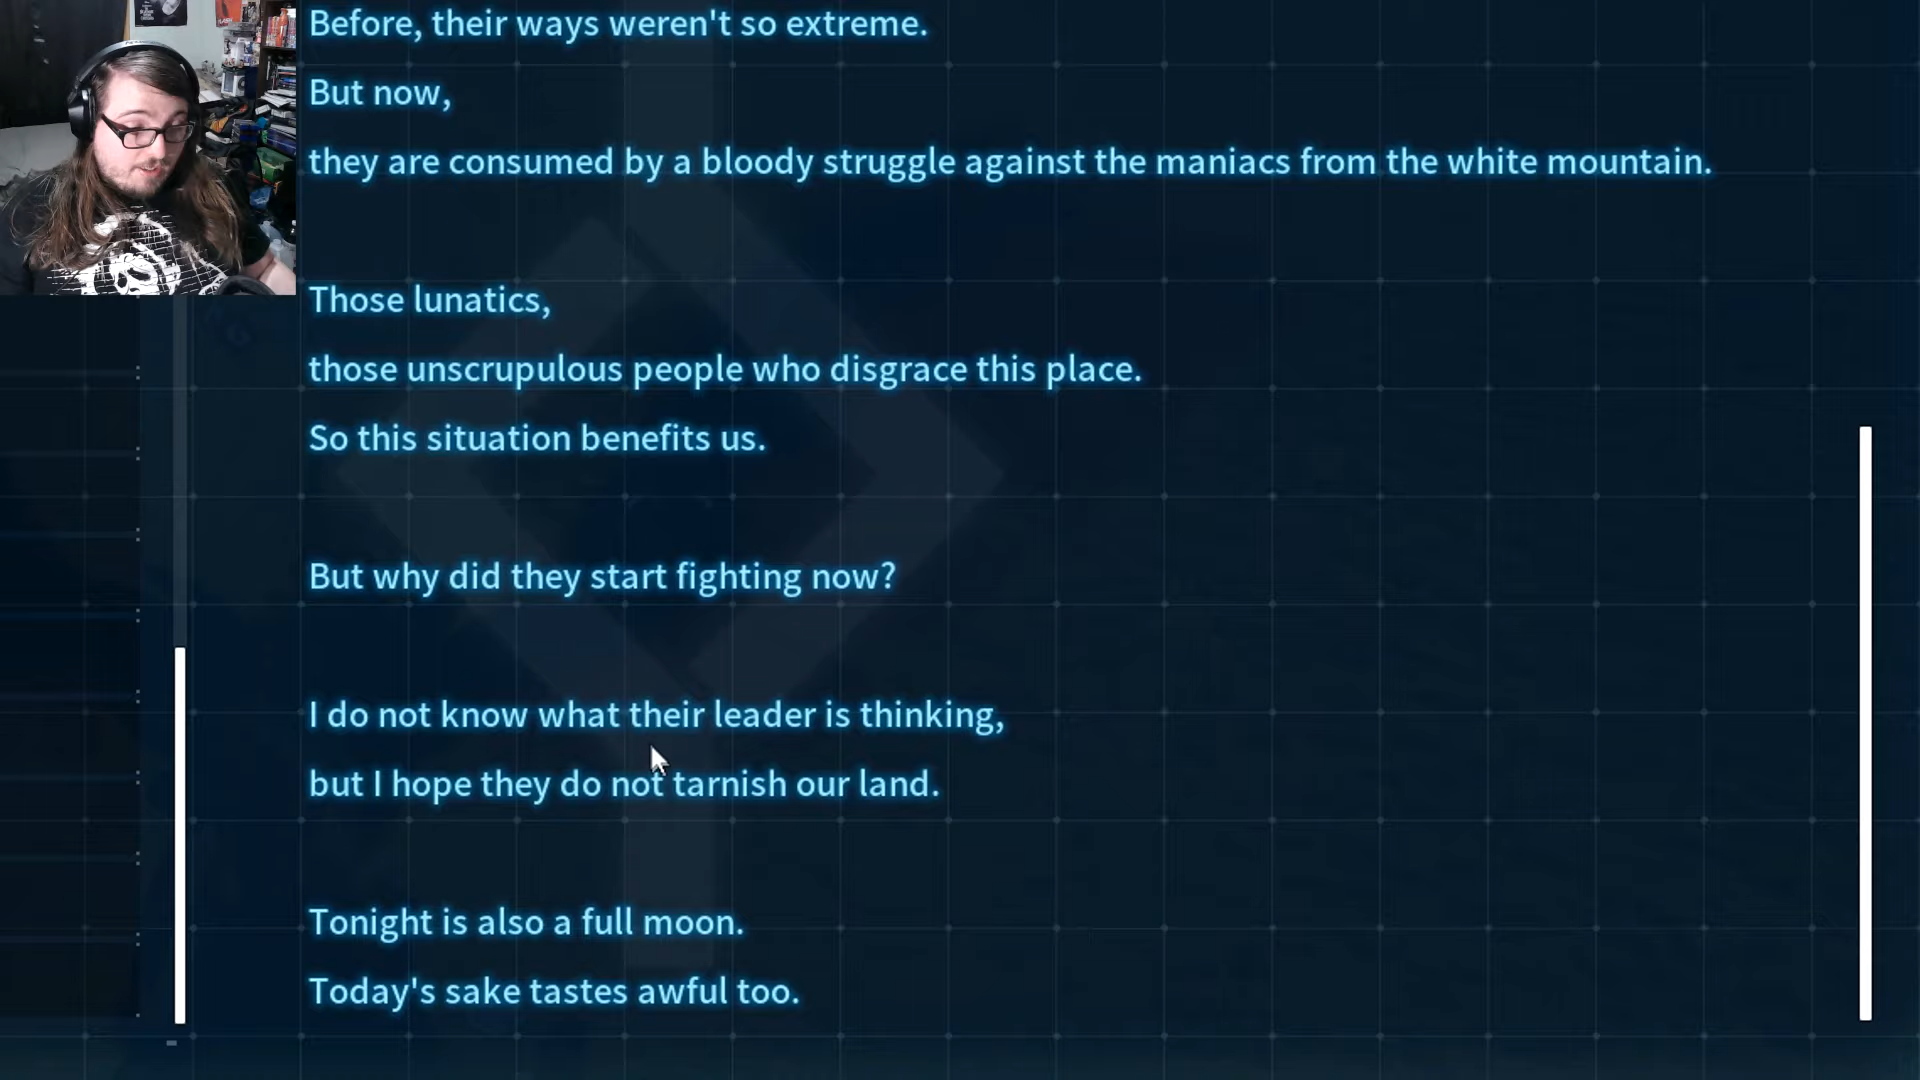 Before, their ways weren't so extreme.
But now,
they are consumed by a bloody struggle against the maniacs from the white mountain.
Those lunatics,
those unscrupulous people who disgrace this place.
So this situation benefits us.
But why did they start fighting now?
I do not know what their leader is thinking,
but I hope they do not tarnish our land.
Tonight is also a full moon.
Today's sake tastes awful too.